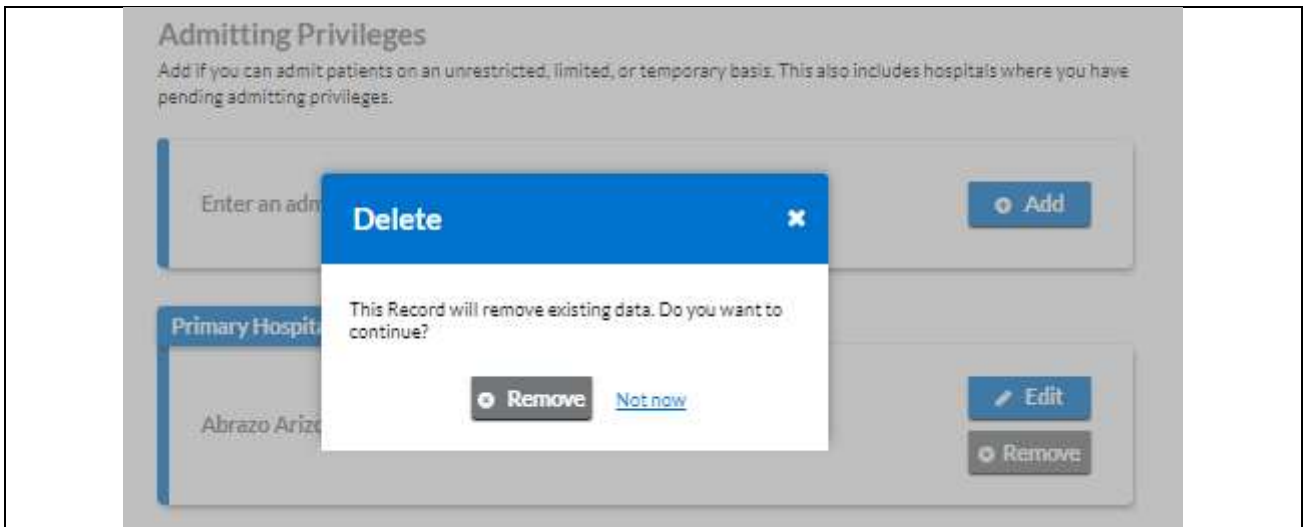 Admitting Privileges
Add if you can admit patients on an unrestricted, limited, or temporary basis. This also includes hospitals where you have
pending admitting privileges.
Enter an adm
Add
Delete
This Record will remove existing data. Do you want to
continue?
Remove
Not now
Primary Hospita
Abrazo Arizo
Edit
Remove